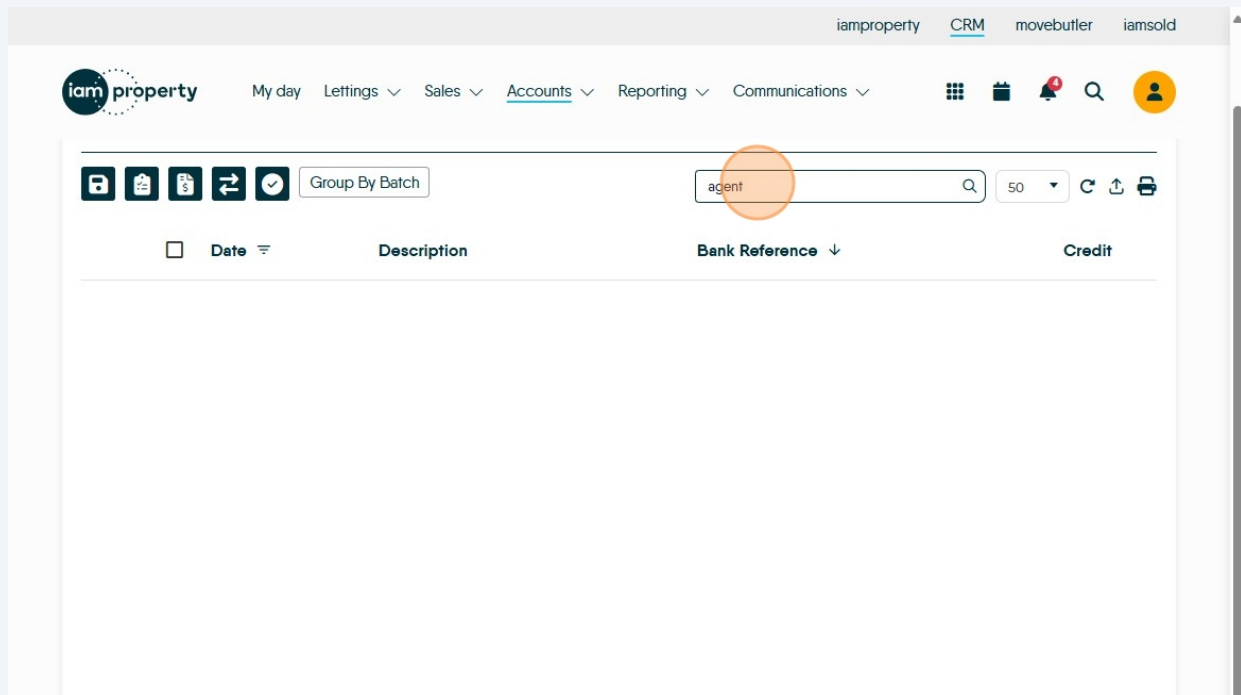 iamproperty CRM movebutler iamsold
iam property My day Lettings Sales Accounts Reporting Communications 4
Group By Batch agent 50
Date Description Bank Reference Credit